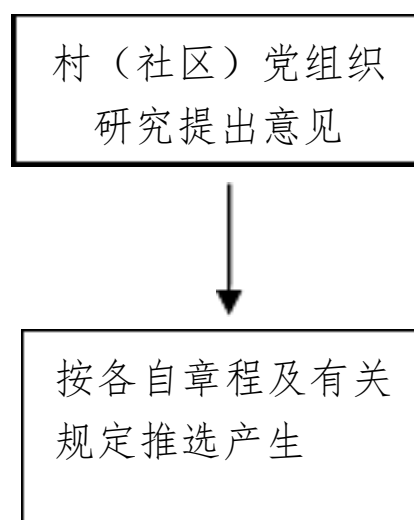 村（社区）党组织
研究提出意见
按各自章程及有关
规定推选产生